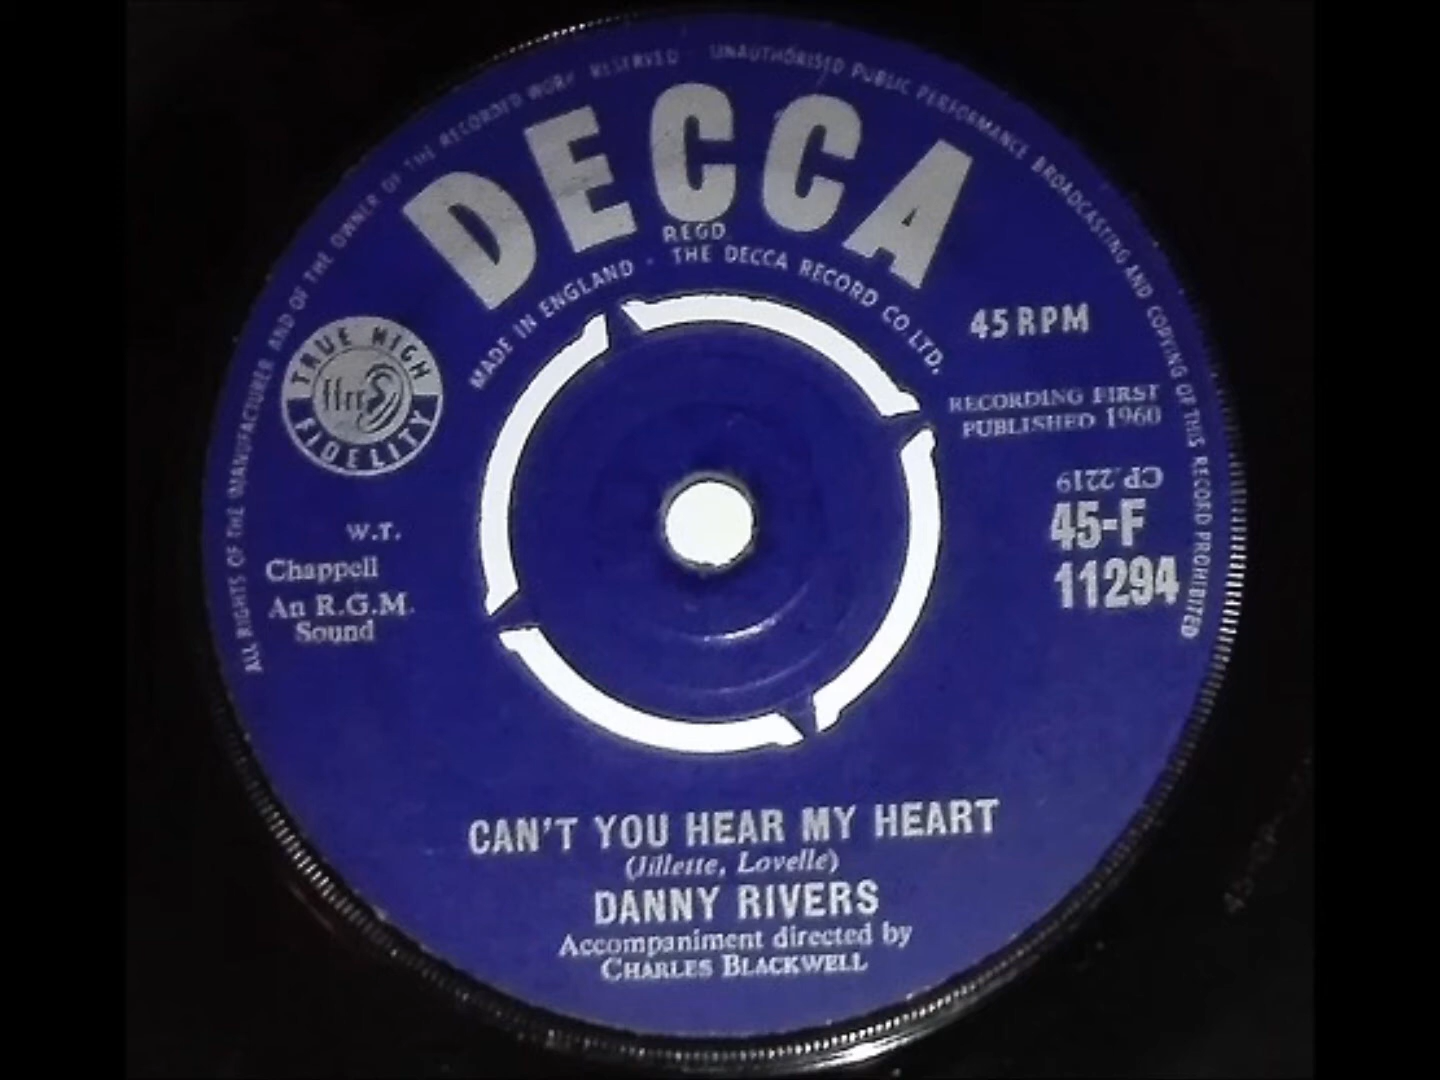 ALL RIGHTS OF THE MANUFACTURER AND OF THE OWNER OF THE RECORDED WORK RESERVED · UNAUTHORISED PUBLIC PERFORMANCE BROADCASTING AND COPYING OF THIS RECORD PROHIBITED
DECCA
REGD.
MADE IN ENGLAND · THE DECCA RECORD CO LTD.
45 RPM
TRUE HIGH
ffrr
FIDELITY
RECORDING FIRST
PUBLISHED 1960
CP.2219
45-F
11294
W.T.
Chappell
An R.G.M.
Sound
CAN'T YOU HEAR MY HEART
(Jillette, Lovelle)
DANNY RIVERS
Accompaniment directed by
CHARLES BLACKWELL